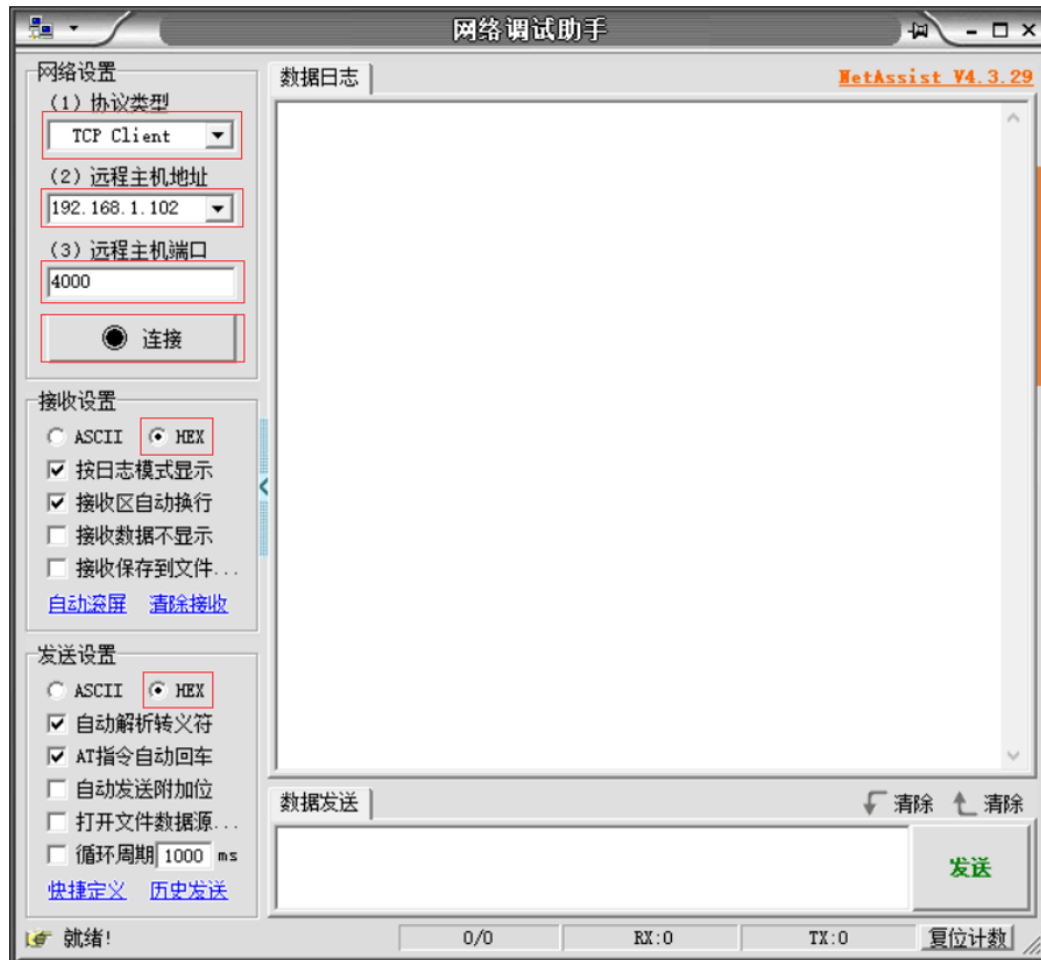 网络调试助手
网络设置
(1) 协议类型
TCP Client
(2) 远程主机地址
192.168.1.102
(3) 远程主机端口
4000
连接
接收设置
ASCII HEX
按日志模式显示
接收区自动换行
接收数据不显示
接收保存到文件...
自动滚屏 清除接收
发送设置
ASCII HEX
自动解析转义符
AT指令自动回车
自动发送附加位
打开文件数据源...
循环周期 1000 ms
快捷定义 历史发送
数据日志 NetAssist V4.3.29
数据发送 清除 清除
发送
就绪! 0/0 RX:0 TX:0 复位计数